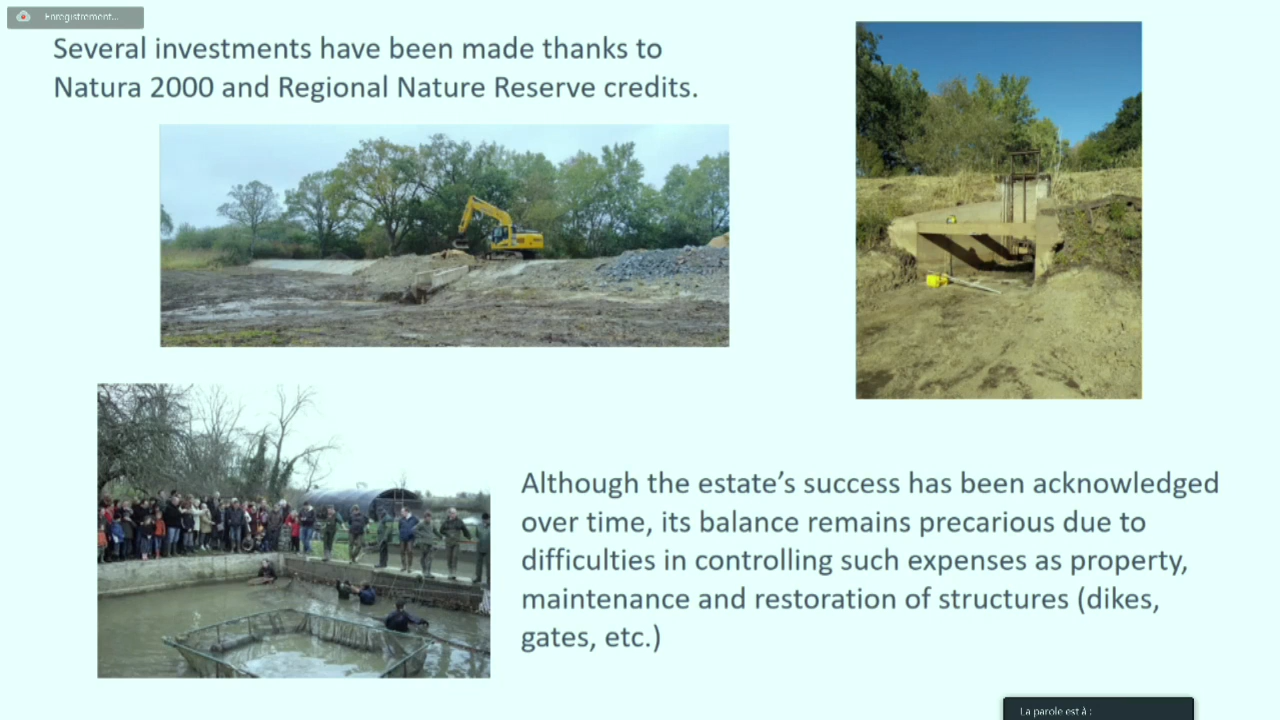 Enregistrement...
Several investments have been made thanks to
Natura 2000 and Regional Nature Reserve credits.
Although the estate’s success has been acknowledged
over time, its balance remains precarious due to
difficulties in controlling such expenses as property,
maintenance and restoration of structures (dikes,
gates, etc.)
La parole est à :